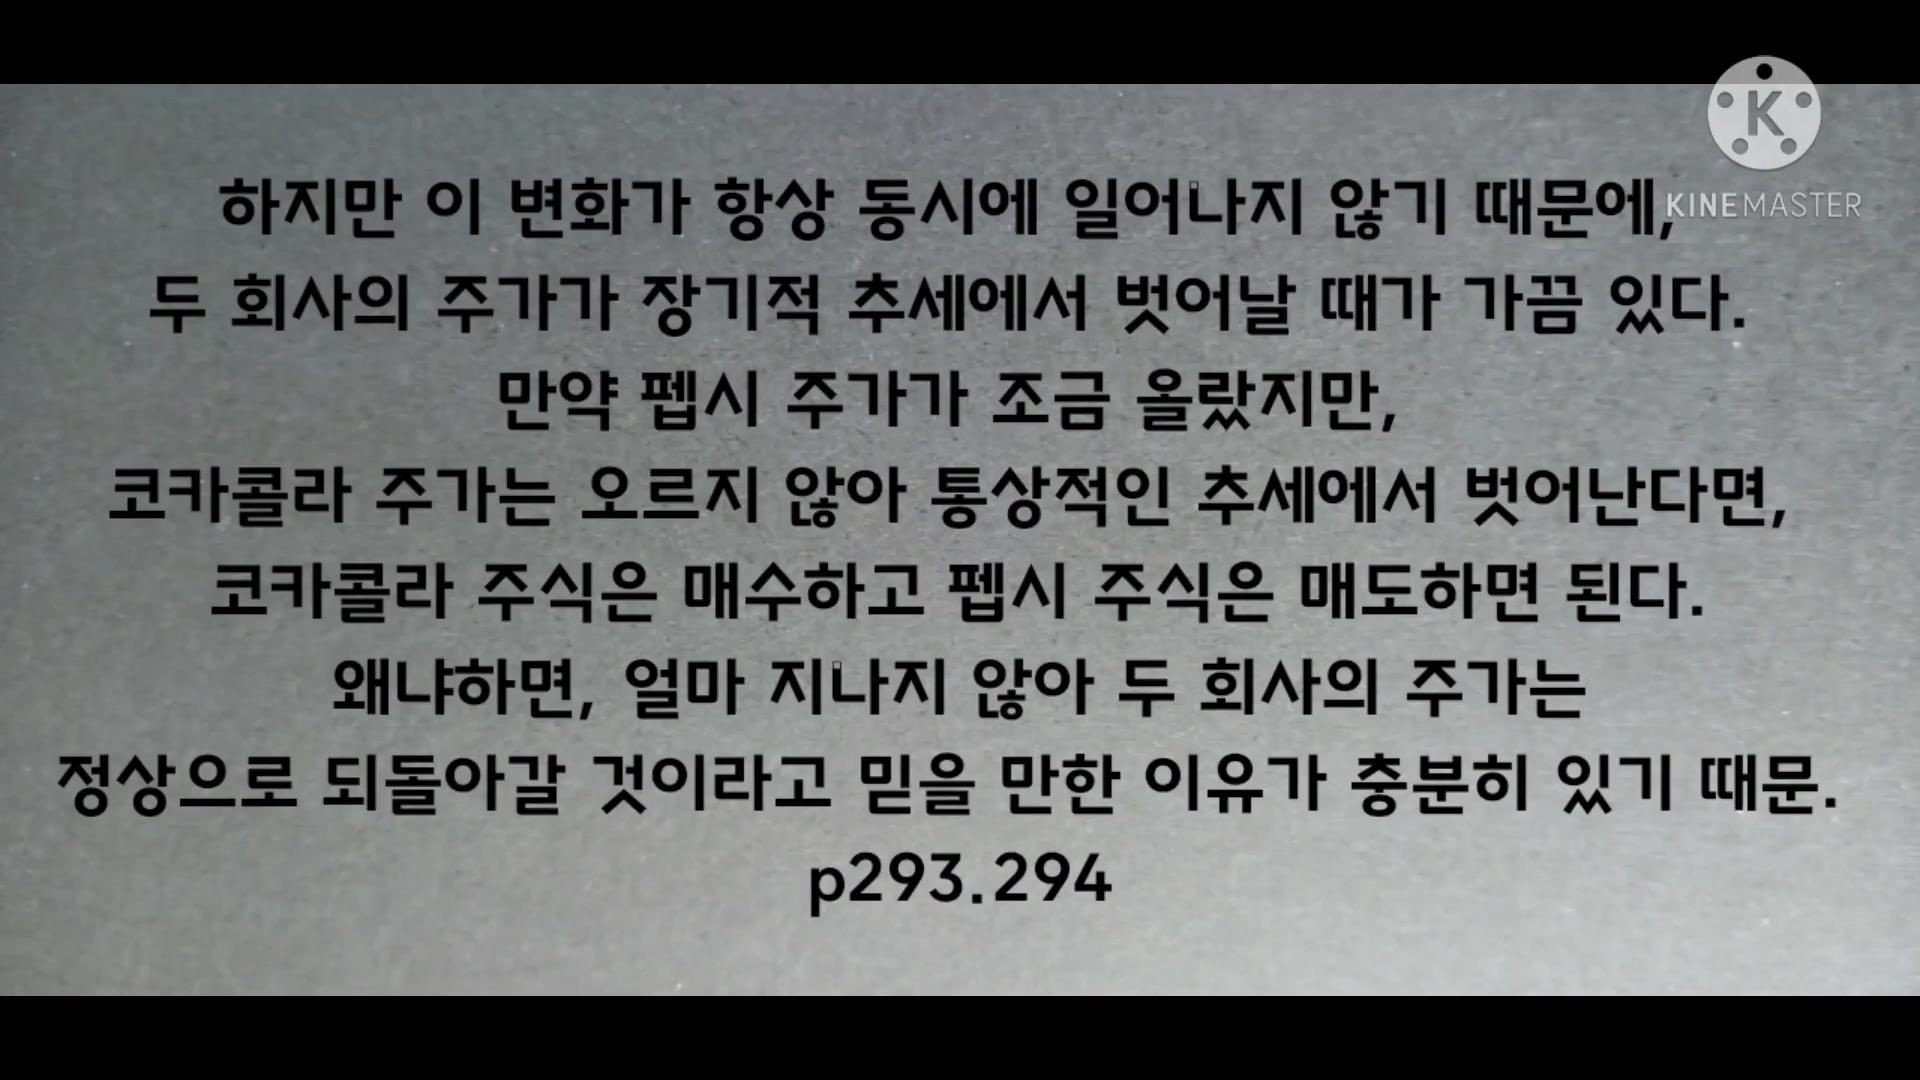 하지만 이 변화가 항상 동시에 일어나지 않기 때문에,
두 회사의 주가가 장기적 추세에서 벗어날 때가 가끔 있다.
만약 펩시 주가가 조금 올랐지만,
코카콜라 주가는 오르지 않아 통상적인 추세에서 벗어난다면,
코카콜라 주식은 매수하고 펩시 주식은 매도하면 된다.
왜냐하면, 얼마 지나지 않아 두 회사의 주가는
정상으로 되돌아갈 것이라고 믿을 만한 이유가 충분히 있기 때문.
p293.294
K
KINEMASTER